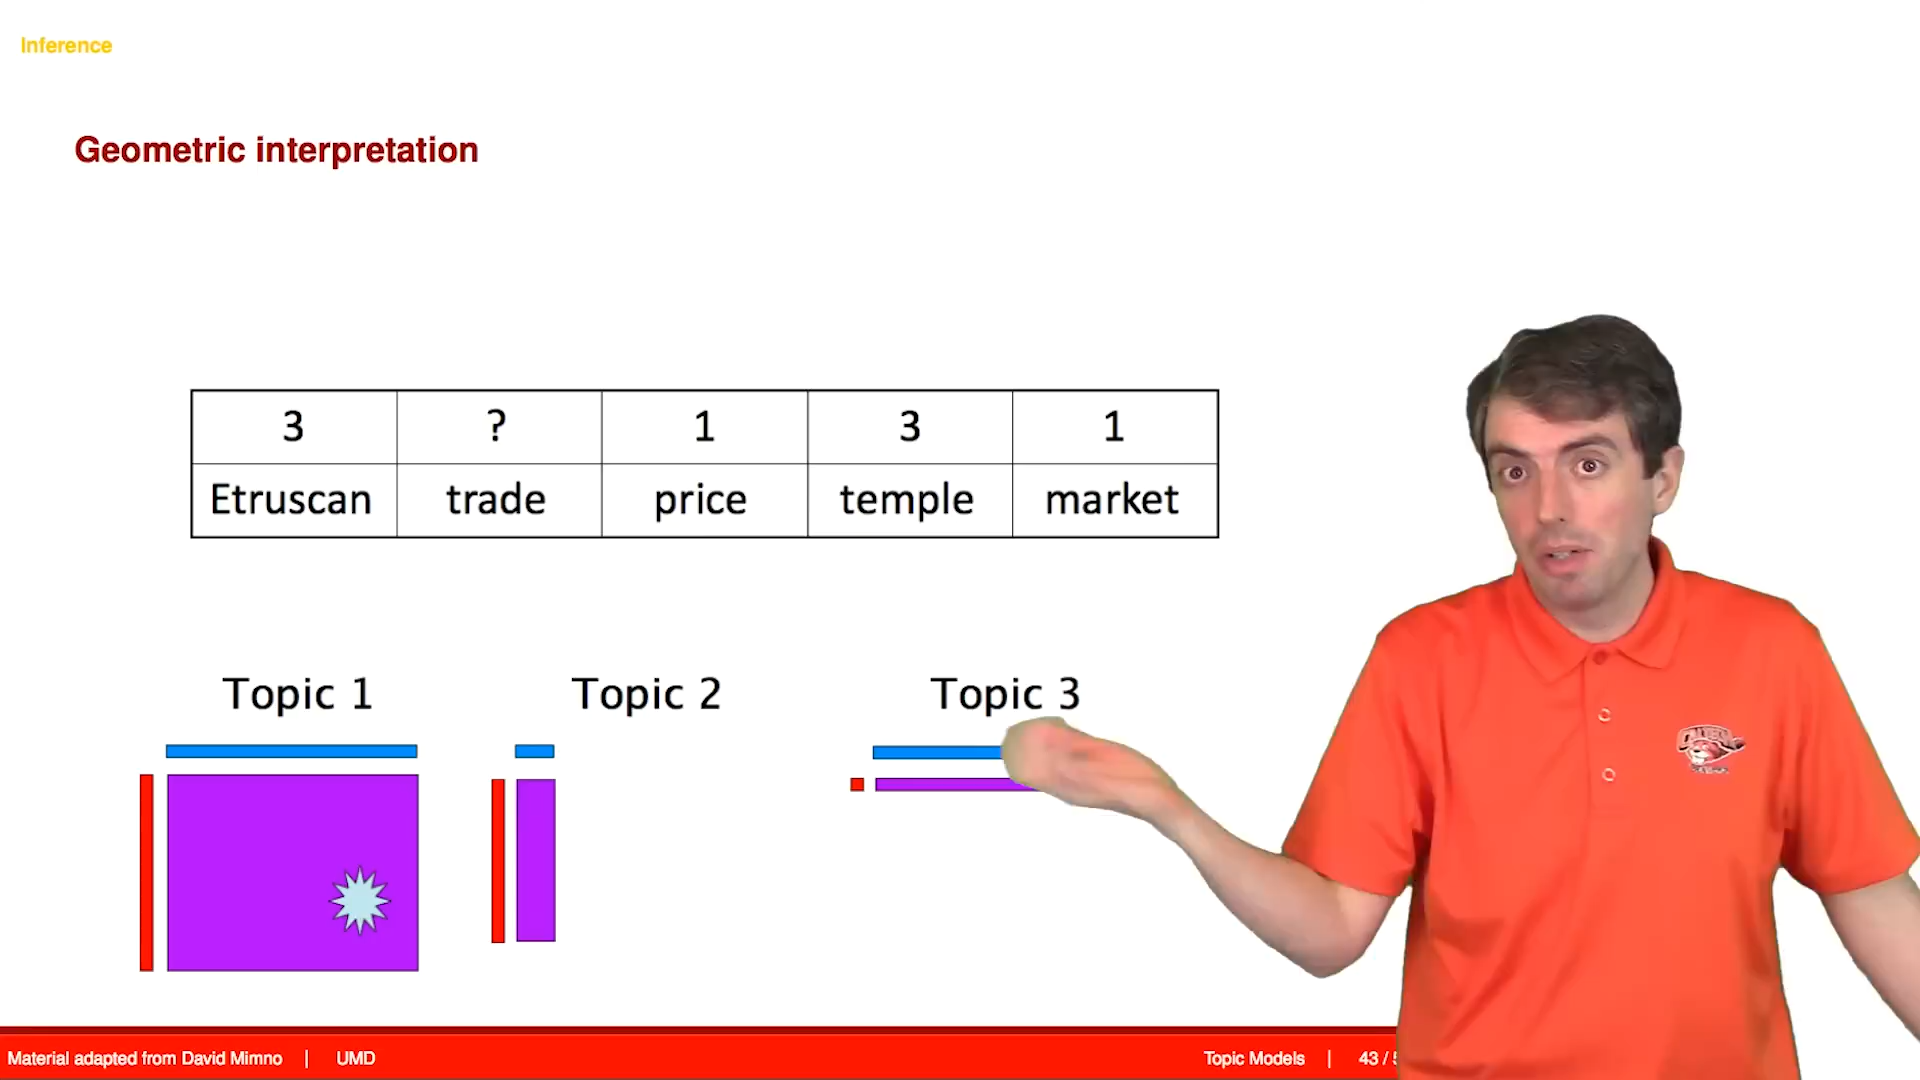 Inference
Geometric interpretation
3 ? 1 3 1
Etruscan trade price temple market
Topic 1 Topic 2 Topic 3
Material adapted from David Mimno | UMD Topic Models | 43 /